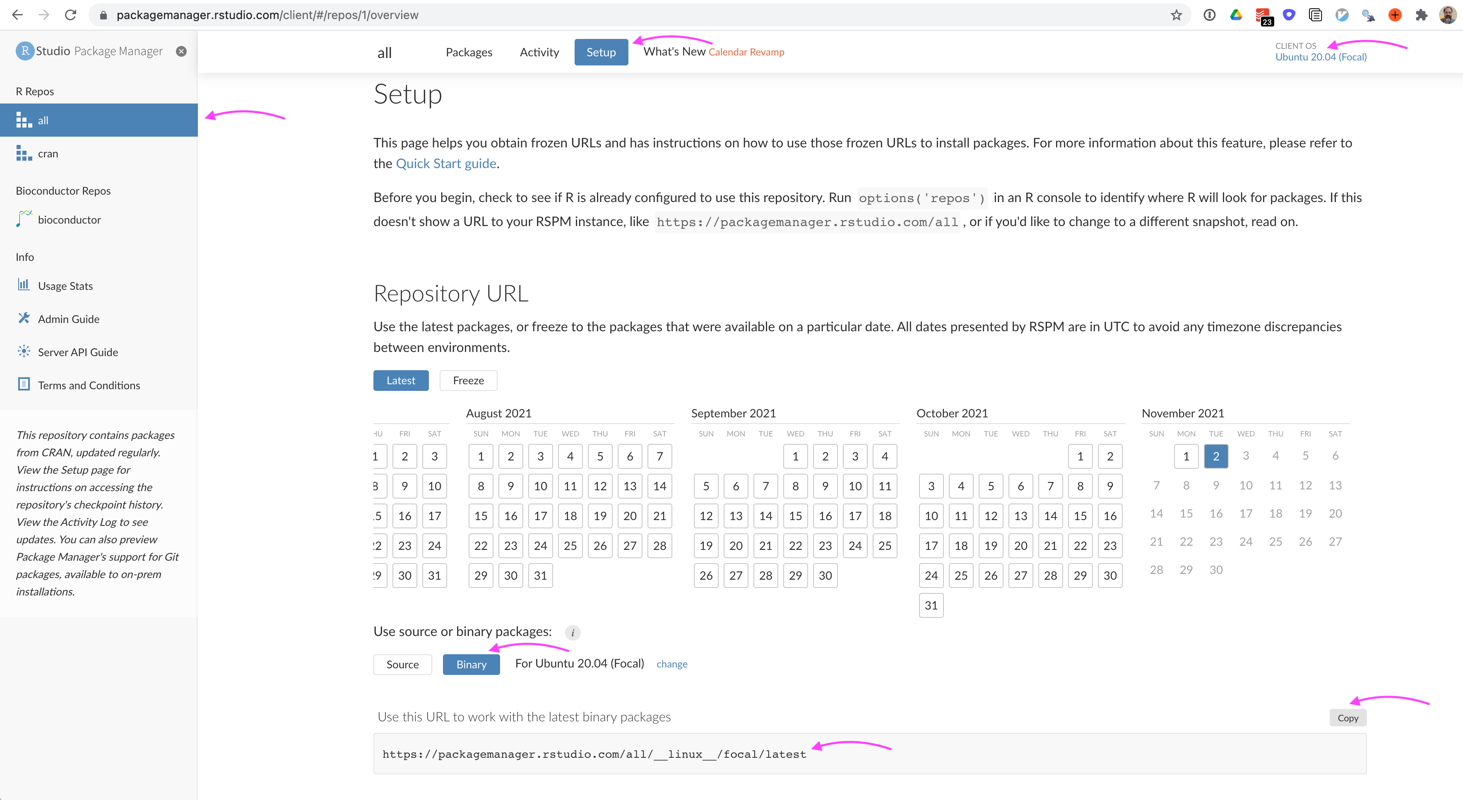 packagemanager.rstudio.com/client/#/repos/1/overview
23
R Studio Package Manager
R Repos
all
cran
Bioconductor Repos
bioconductor
Info
Usage Stats
Admin Guide
Server API Guide
Terms and Conditions
This repository contains packages
from CRAN, updated regularly.
View the Setup page for
instructions on accessing the
repository's checkpoint history.
View the Activity Log to see
updates. You can also preview
Package Manager's support for Git
packages, available to on-prem
installations.
all Packages Activity Setup What's New Calendar Revamp
CLIENT OS
Ubuntu 20.04 (Focal)
Setup
This page helps you obtain frozen URLs and has instructions on how to use those frozen URLs to install packages. For more information about this feature, please refer to
the Quick Start guide.
Before you begin, check to see if R is already configured to use this repository. Run options('repos') in an R console to identify where R will look for packages. If this
doesn't show a URL to your RSPM instance, like https://packagemanager.rstudio.com/all , or if you'd like to change to a different snapshot, read on.
Repository URL
Use the latest packages, or freeze to the packages that were available on a particular date. All dates presented by RSPM are in UTC to avoid any timezone discrepancies
between environments.
Latest Freeze
FRI SAT
2 3
9 10
16 17
23 24
30 31
August 2021
SUN MON TUE WED THU FRI SAT
1 2 3 4 5 6 7
8 9 10 11 12 13 14
15 16 17 18 19 20 21
22 23 24 25 26 27 28
29 30 31
September 2021
SUN MON TUE WED THU FRI SAT
1 2 3 4
5 6 7 8 9 10 11
12 13 14 15 16 17 18
19 20 21 22 23 24 25
26 27 28 29 30
October 2021
SUN MON TUE WED THU FRI SAT
1 2
3 4 5 6 7 8 9
10 11 12 13 14 15 16
17 18 19 20 21 22 23
24 25 26 27 28 29 30
31
November 2021
SUN MON TUE WED THU FRI SAT
1 2 3 4 5 6
7 8 9 10 11 12 13
14 15 16 17 18 19 20
21 22 23 24 25 26 27
28 29 30
Use source or binary packages: i
Source Binary For Ubuntu 20.04 (Focal) change
Use this URL to work with the latest binary packages
Copy
https://packagemanager.rstudio.com/all/__linux__/focal/latest